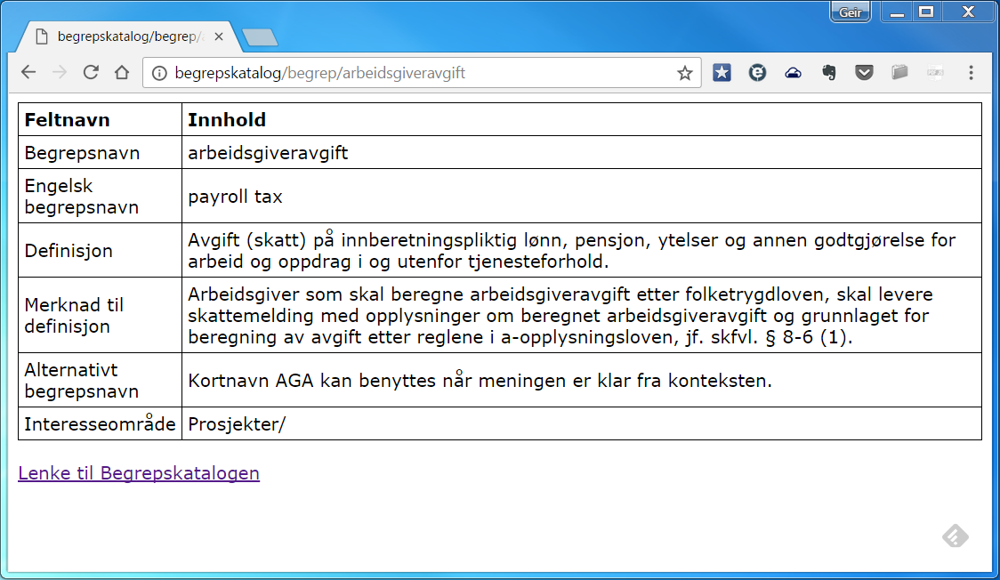 Geir
begrepskatalog/begrep/
begrepskatalog/begrep/arbeidsgiveravgift
Feltnavn Innhold
Begrepsnavn arbeidsgiveravgift
Engelsk
begrepsnavn
payroll tax
Definisjon
Avgift (skatt) på innberetningspliktig lønn, pensjon, ytelser og annen godtgjørelse for
arbeid og oppdrag i og utenfor tjenesteforhold.
Merknad til
definisjon
Arbeidsgiver som skal beregne arbeidsgiveravgift etter folketrygdloven, skal levere
skattemelding med opplysninger om beregnet arbeidsgiveravgift og grunnlaget for
beregning av avgift etter reglene i a-opplysningsloven, jf. skfvl. § 8-6 (1).
Alternativt
begrepsnavn
Kortnavn AGA kan benyttes når meningen er klar fra konteksten.
Interesseområde Prosjekter/
Lenke til Begrepskatalogen